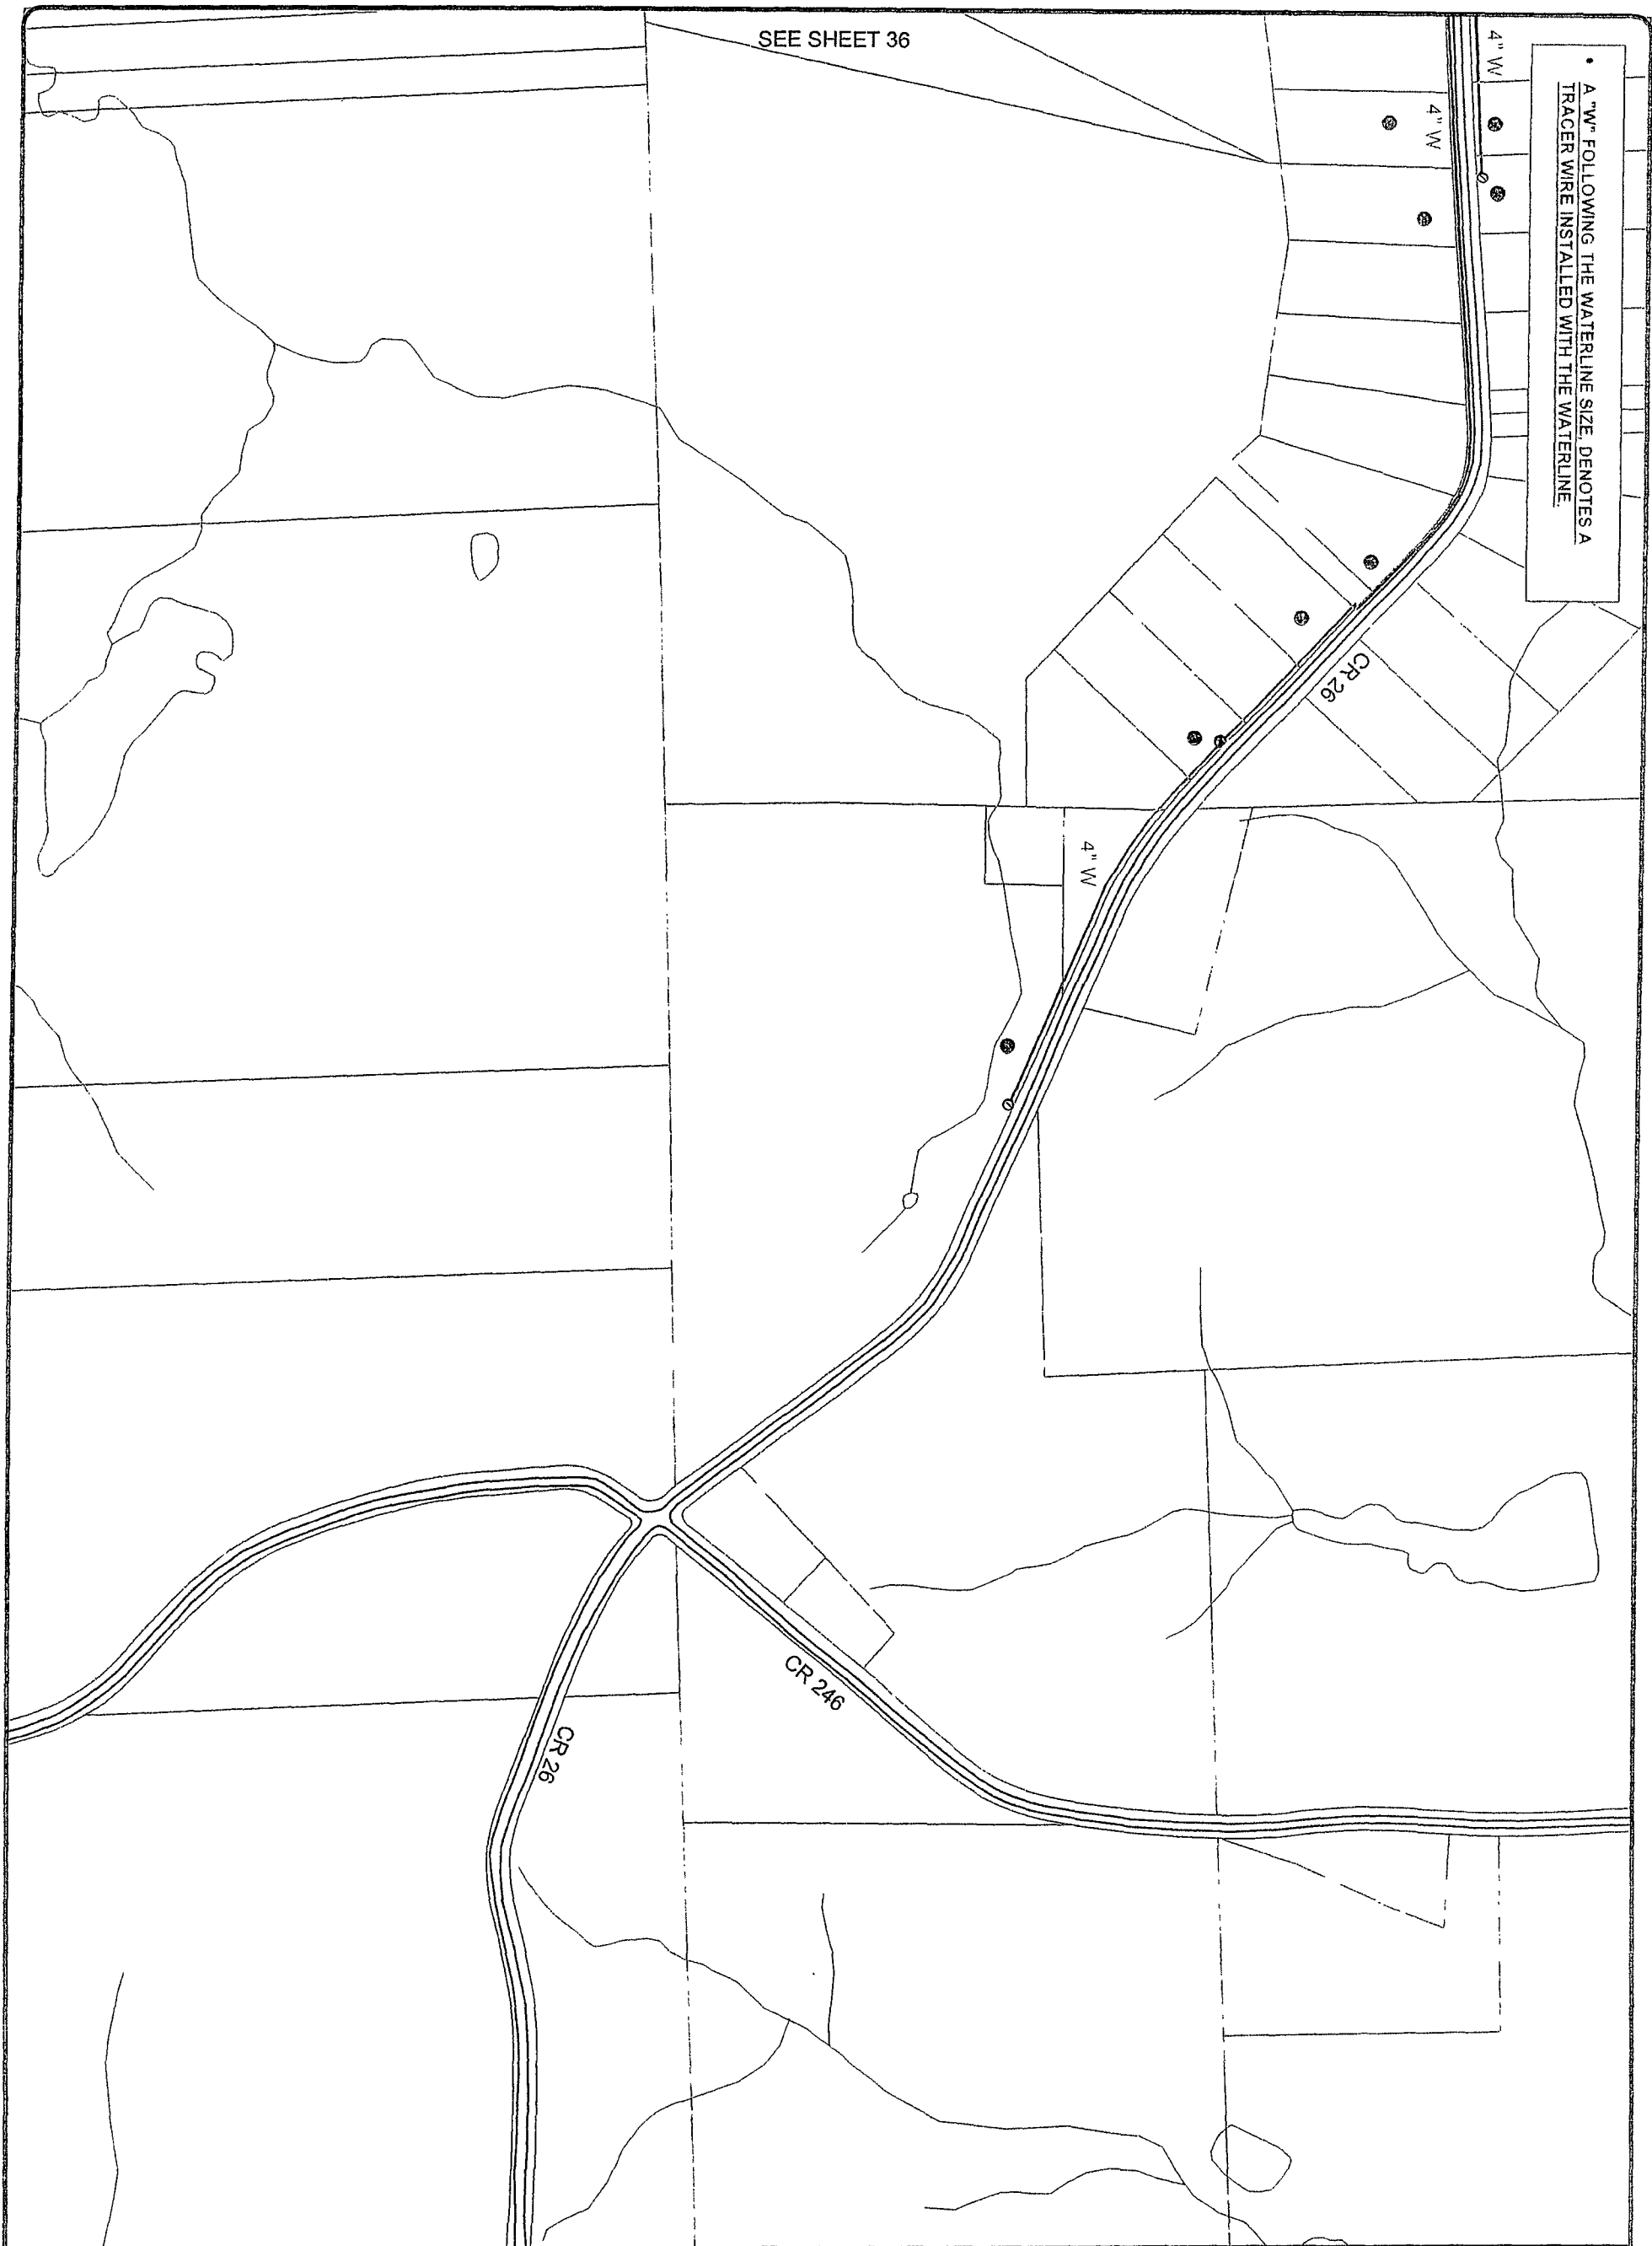 SEE SHEET 36
4" W
• A "W" FOLLOWING THE WATERLINE SIZE, DENOTES A
TRACER WIRE INSTALLED WITH THE WATERLINE.
4" W
CR 26
4" W
CR 246
CR 26